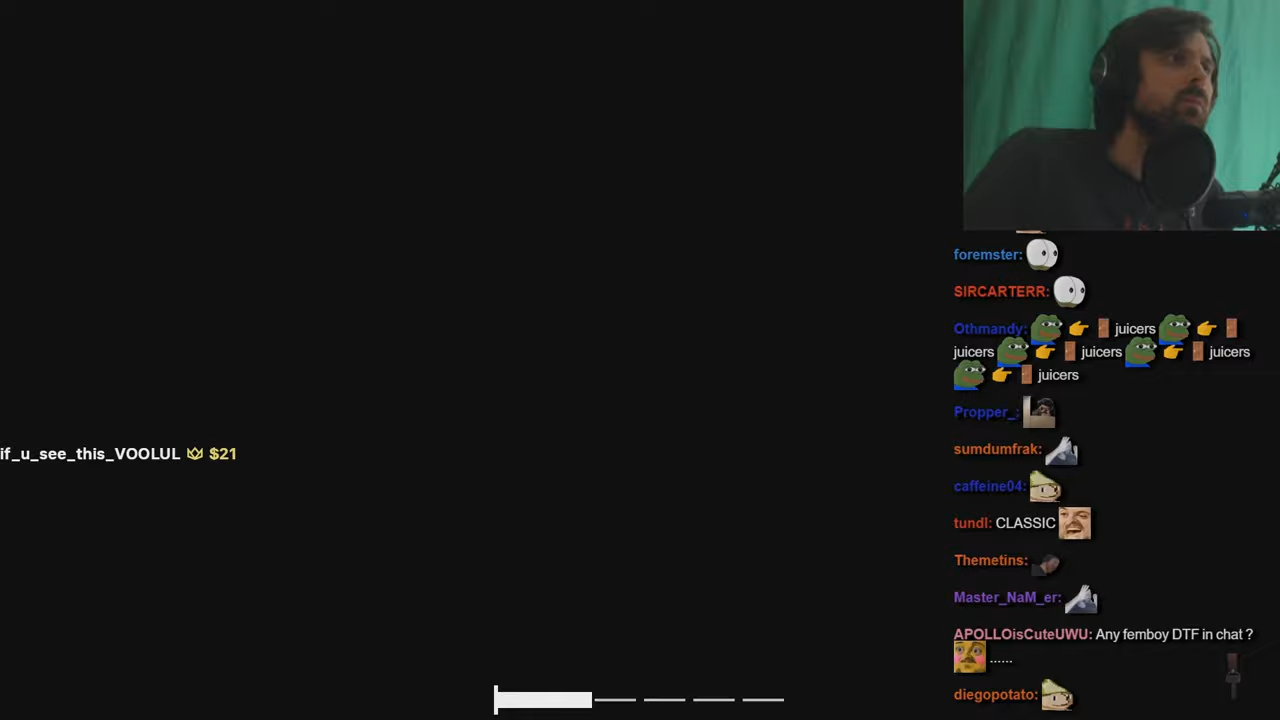 foremster:
SIRCARTERR:
Othmandy: juicers
juicers juicers juicers
juicers
Propper_:
if_u_see_this_VOOLUL $21
sumdumfrak:
caffeine04:
tundl: CLASSIC
Themetins:
Master_NaM_er:
APOLLOisCuteUWU: Any femboy DTF in chat ?
......
diegopotato: